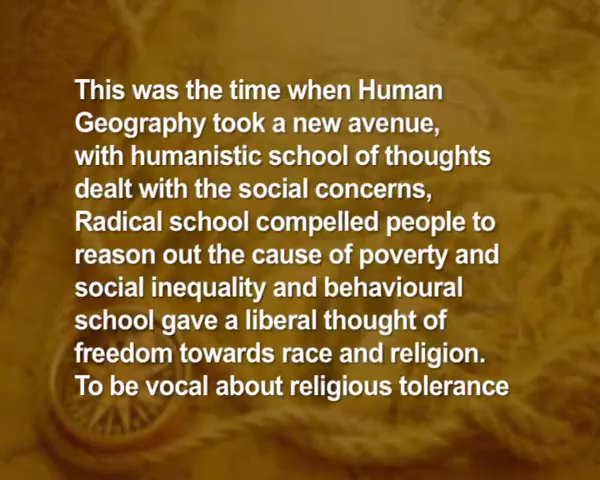 This was the time when Human
Geography took a new avenue,
with humanistic school of thoughts
dealt with the social concerns,
Radical school compelled people to
reason out the cause of poverty and
social inequality and behavioural
school gave a liberal thought of
freedom towards race and religion.
To be vocal about religious tolerance